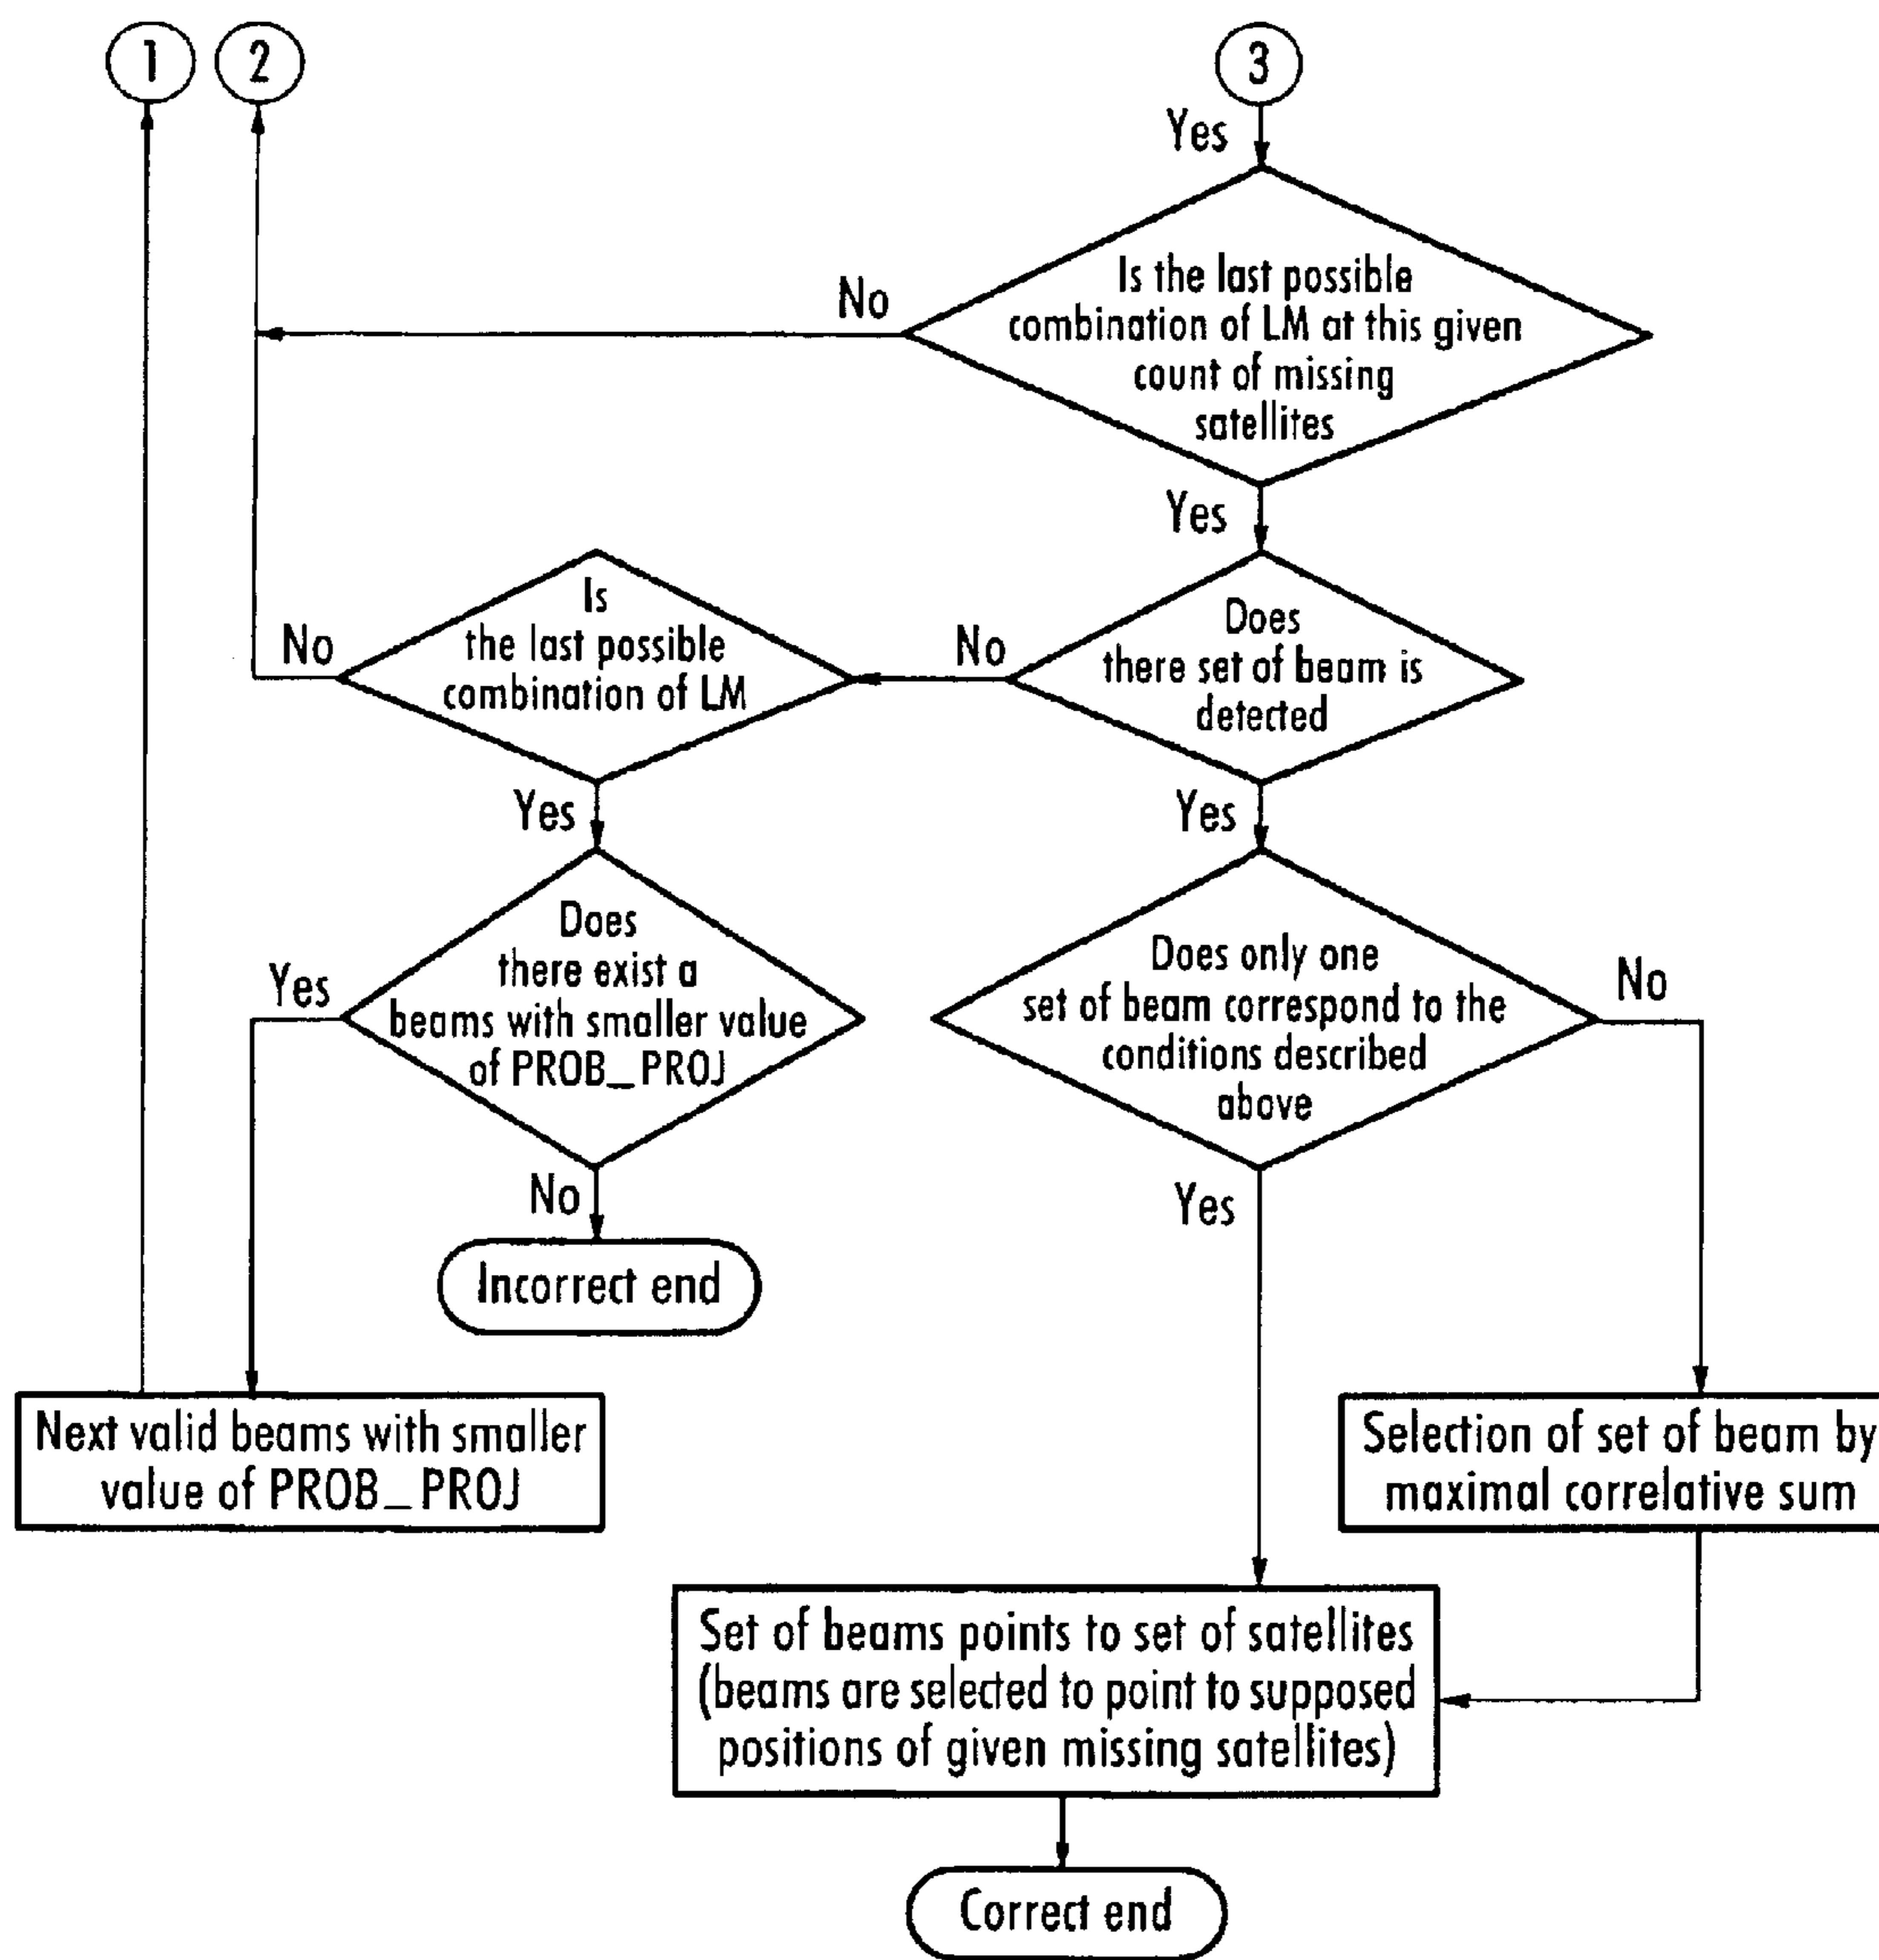 1
2
3
Yes
Is the last possible
combination of LM at this given
count of missing
satellites
No
Yes
Is
the last possible
combination of LM
No
No
Does
there set of beam is
detected
Yes
Yes
Does
there exist a
beams with smaller value
of PROB_PROJ
Yes
Does only one
set of beam correspond to the
conditions described
above
No
No
Yes
Incorrect end
Next valid beams with smaller
value of PROB_PROJ
Selection of set of beam by
maximal correlative sum
Set of beams points to set of satellites
(beams are selected to point to supposed
positions of given missing satellites)
Correct end